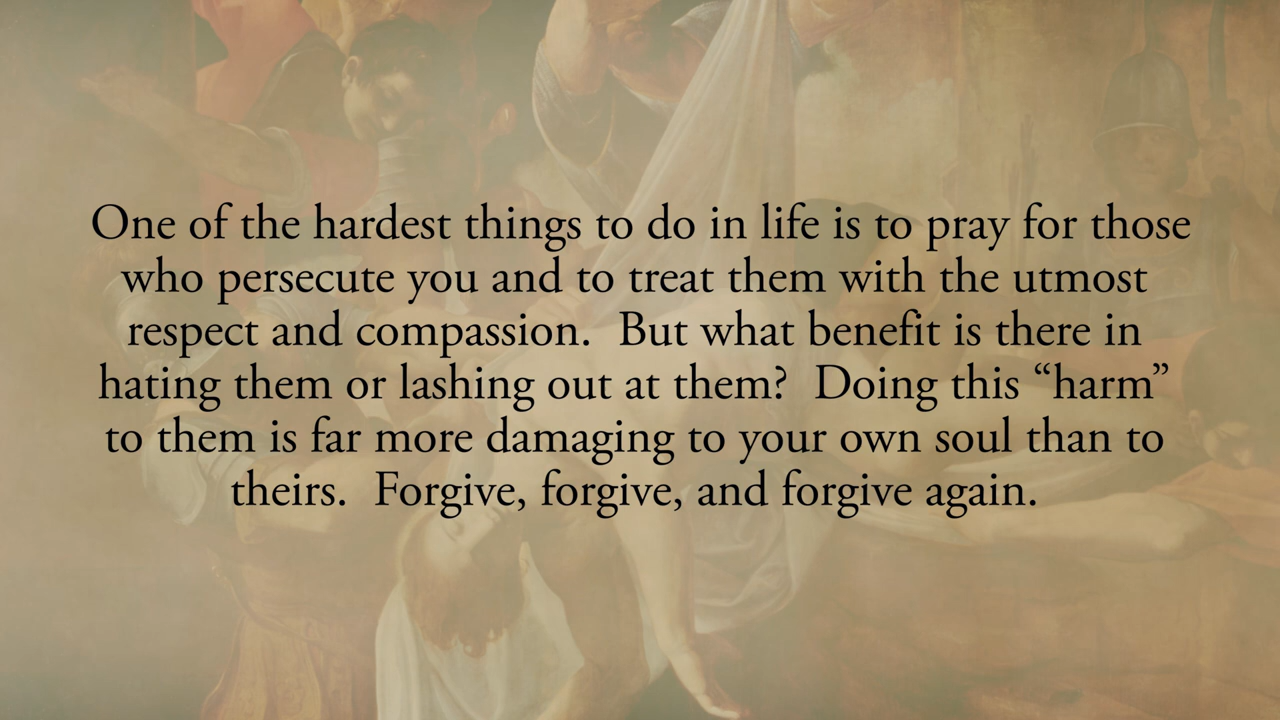 One of the hardest things to do in life is to pray for those
who persecute you and to treat them with the utmost
respect and compassion.  But what benefit is there in
hating them or lashing out at them?  Doing this “harm”
to them is far more damaging to your own soul than to
theirs.  Forgive, forgive, and forgive again.